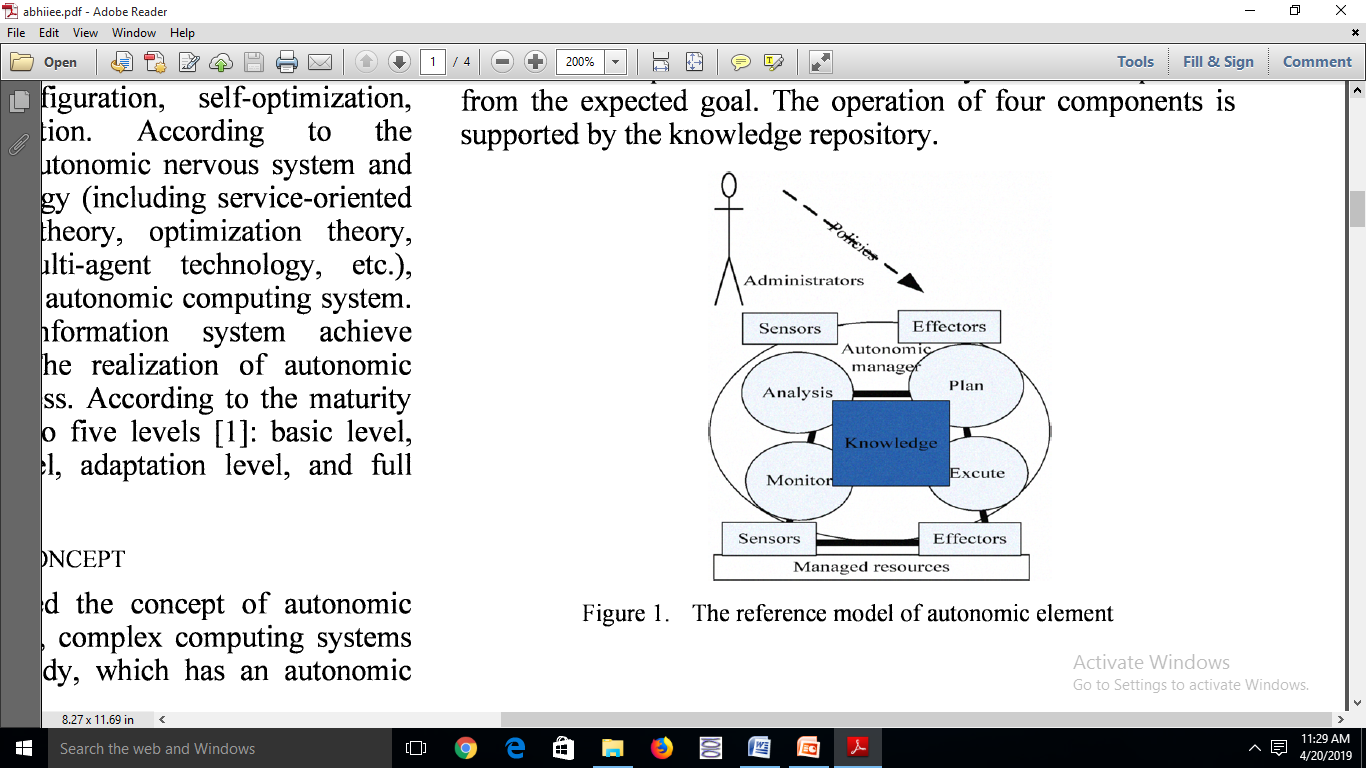 abhiiee.pdf - Adobe Reader
File Edit View Window Help
Open 1 / 4 200% Tools Fill & Sign Comment
figuration, self-optimization,
tion. According to the
utonomic nervous system and
gy (including service-oriented
theory, optimization theory,
ulti-agent technology, etc.),
autonomic computing system.
nformation system achieve
he realization of autonomic
ss. According to the maturity
o five levels [1]: basic level,
el, adaptation level, and full
ONCEPT
ed the concept of autonomic
, complex computing systems
dy, which has an autonomic
from the expected goal. The operation of four components is
supported by the knowledge repository.
Policies
Administrators
Sensors Effectors
Autonomic
manager
Analysis Plan
Knowledge
Monitor Excute
Sensors Effectors
Managed resources
Figure 1. The reference model of autonomic element
Activate Windows
Go to Settings to activate Windows.
8.27 x 11.69 in
Search the web and Windows
11:29 AM
4/20/2019